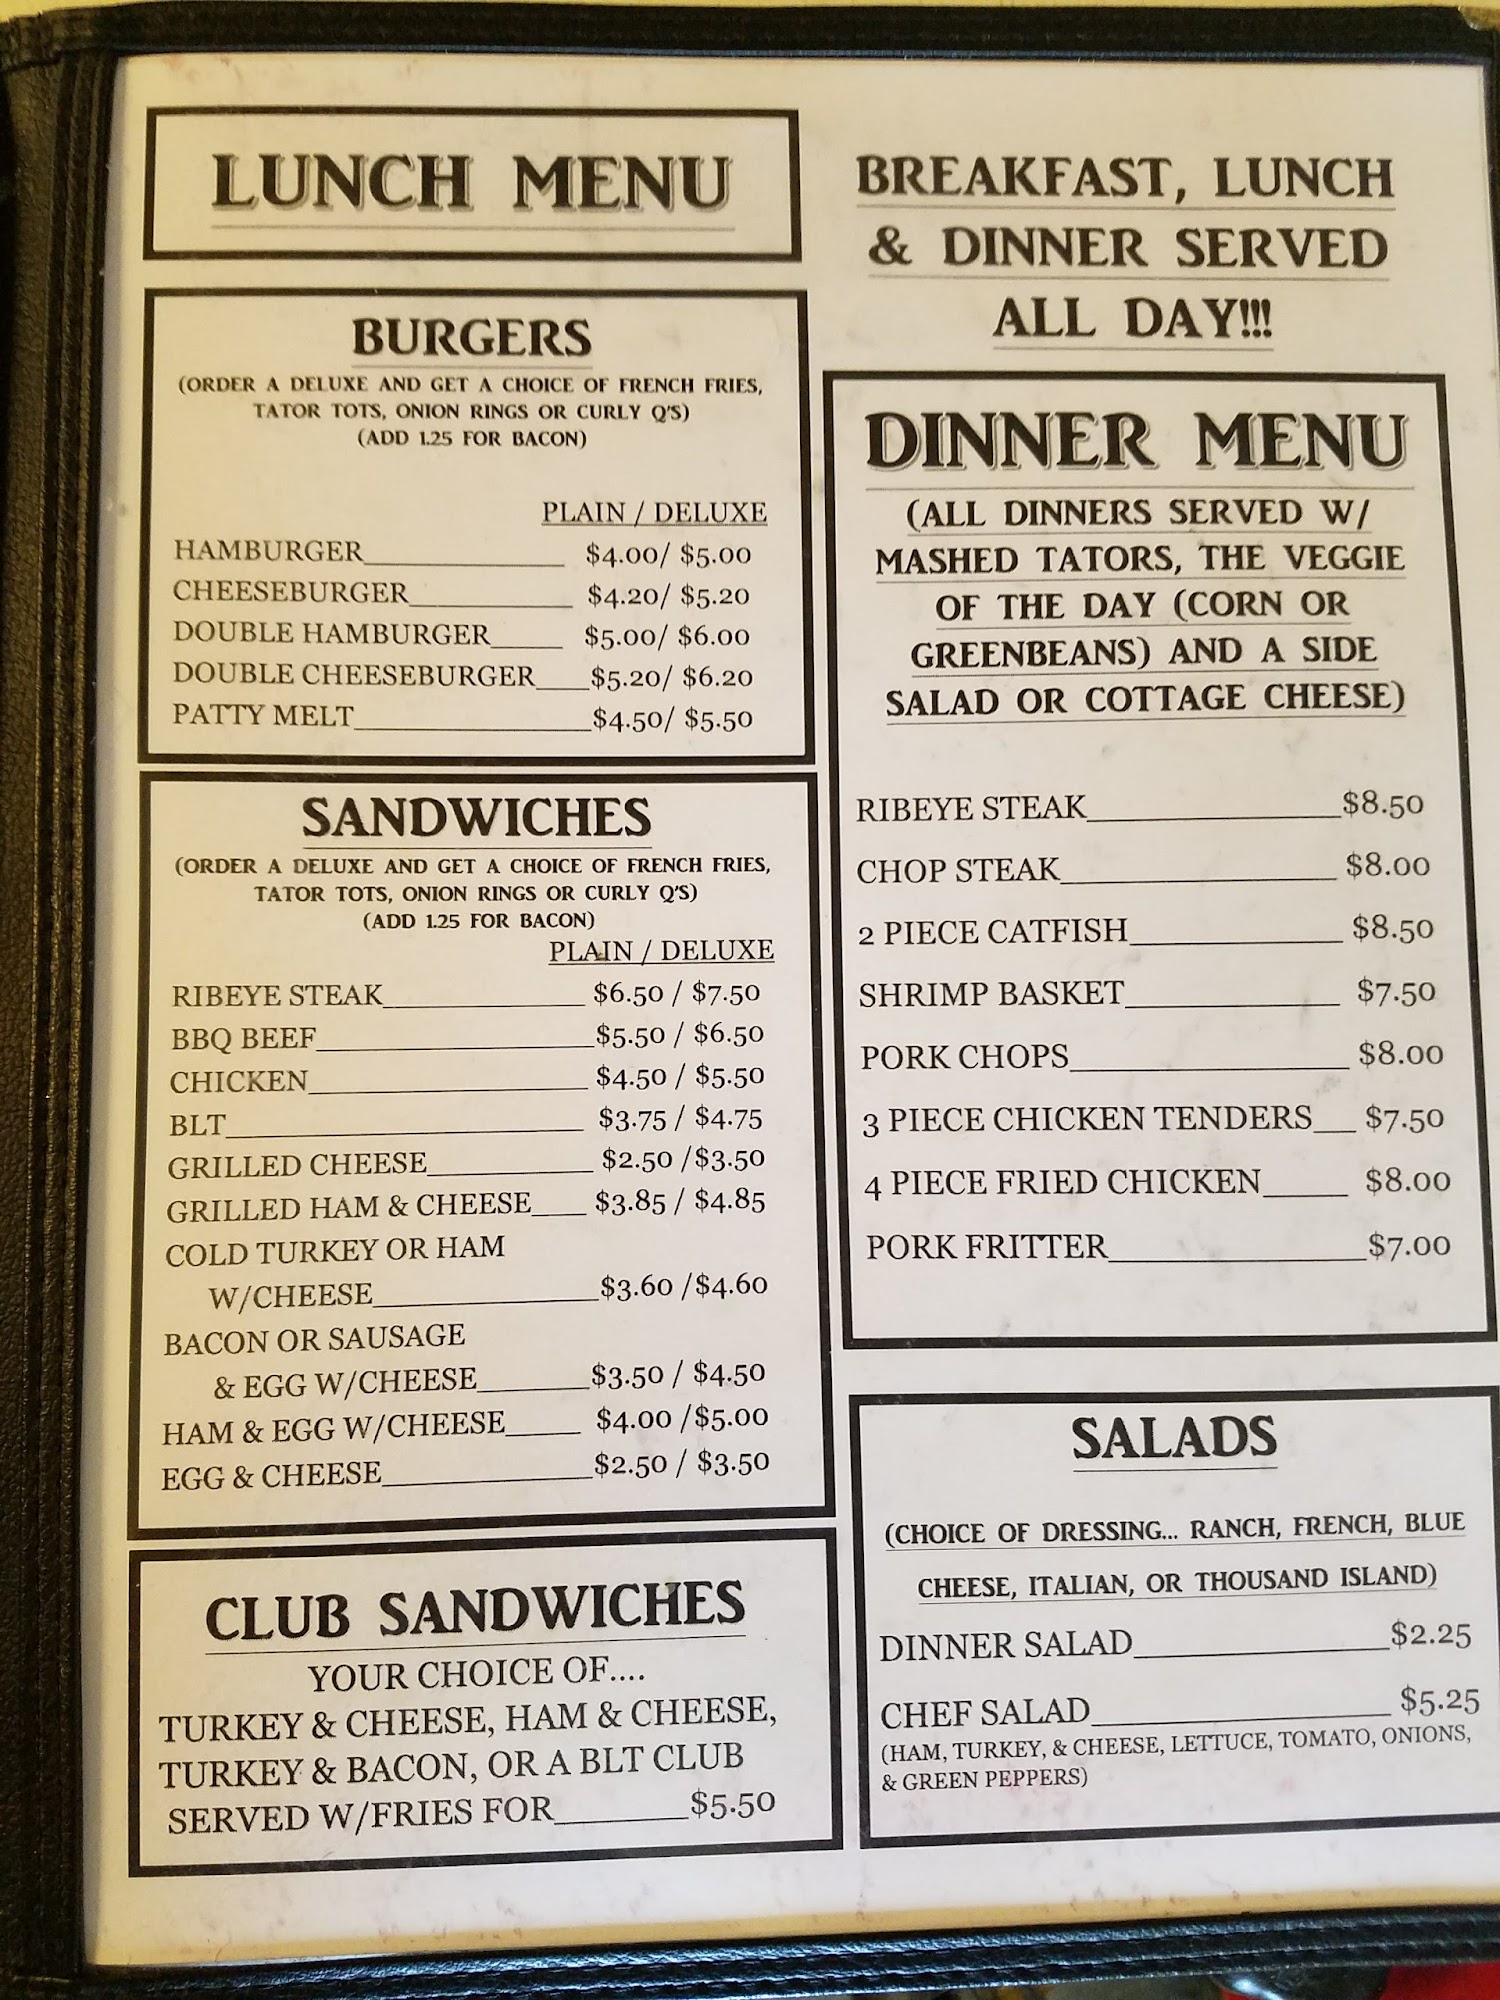 LUNCH MENU
BURGERS
(ORDER A DELUXE AND GET A CHOICE OF FRENCH FRIES,
TATOR TOTS, ONION RINGS OR CURLY Q'S)
(ADD 1.25 FOR BACON)
PLAIN / DELUXE
HAMBURGER $4.00/ $5.00
CHEESEBURGER $4.20/ $5.20
DOUBLE HAMBURGER $5.00/ $6.00
DOUBLE CHEESEBURGER $5.20/ $6.20
PATTY MELT $4.50/ $5.50
SANDWICHES
(ORDER A DELUXE AND GET A CHOICE OF FRENCH FRIES,
TATOR TOTS, ONION RINGS OR CURLY Q'S)
(ADD 1.25 FOR BACON)
PLAIN / DELUXE
RIBEYE STEAK $6.50 / $7.50
BBQ BEEF $5.50 / $6.50
CHICKEN $4.50 / $5.50
BLT $3.75 / $4.75
GRILLED CHEESE $2.50 /$3.50
GRILLED HAM & CHEESE $3.85 / $4.85
COLD TURKEY OR HAM
W/CHEESE $3.60 /$4.60
BACON OR SAUSAGE
& EGG W/CHEESE $3.50 / $4.50
HAM & EGG W/CHEESE $4.00 /$5.00
EGG & CHEESE $2.50 / $3.50
CLUB SANDWICHES
YOUR CHOICE OF....
TURKEY & CHEESE, HAM & CHEESE,
TURKEY & BACON, OR A BLT CLUB
SERVED W/FRIES FOR $5.50
BREAKFAST, LUNCH
& DINNER SERVED
ALL DAY!!!
DINNER MENU
(ALL DINNERS SERVED W/
MASHED TATORS, THE VEGGIE
OF THE DAY (CORN OR
GREENBEANS) AND A SIDE
SALAD OR COTTAGE CHEESE)
RIBEYE STEAK $8.50
CHOP STEAK $8.00
2 PIECE CATFISH $8.50
SHRIMP BASKET $7.50
PORK CHOPS $8.00
3 PIECE CHICKEN TENDERS $7.50
4 PIECE FRIED CHICKEN $8.00
PORK FRITTER $7.00
SALADS
(CHOICE OF DRESSING... RANCH, FRENCH, BLUE
CHEESE, ITALIAN, OR THOUSAND ISLAND)
DINNER SALAD $2.25
CHEF SALAD $5.25
(HAM, TURKEY, & CHEESE, LETTUCE, TOMATO, ONIONS,
& GREEN PEPPERS)